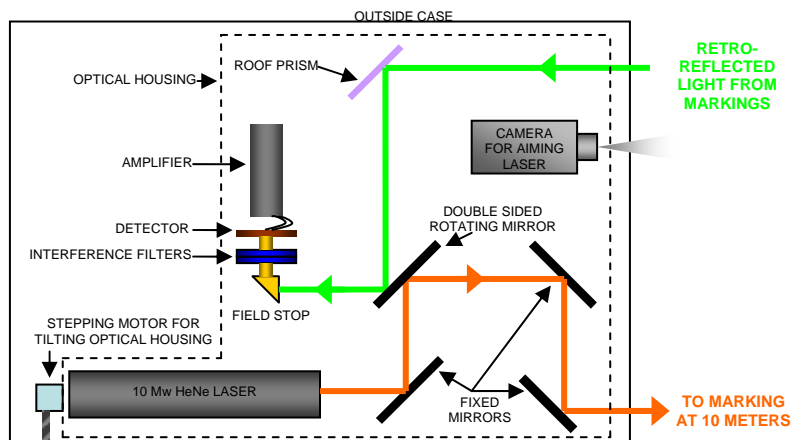 OUTSIDE CASE
RETRO-
REFLECTED
LIGHT FROM
MARKINGS
ROOF PRISM
OPTICAL HOUSING
CAMERA
FOR AIMING
LASER
AMPLIFIER
DOUBLE SIDED
ROTATING MIRROR
DETECTOR
INTERFERENCE FILTERS
FIELD STOP
STEPPING MOTOR FOR
TILTING OPTICAL HOUSING
10 Mw HeNe LASER
FIXED
MIRRORS
TO MARKING
AT 10 METERS